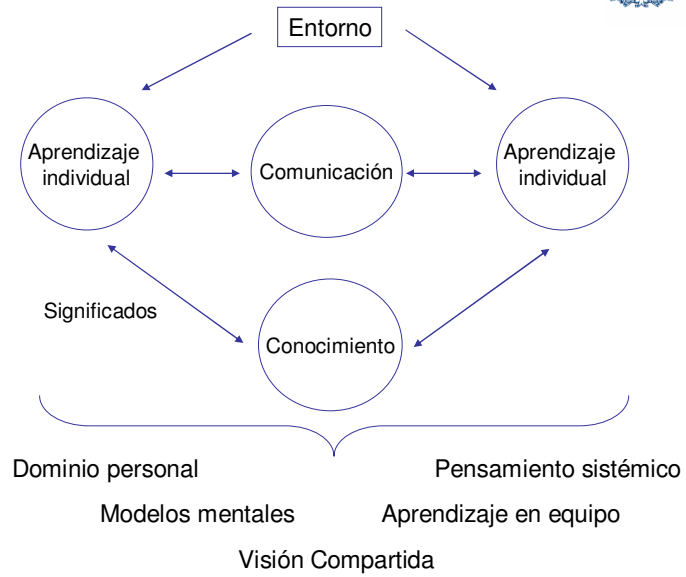 Entorno
Aprendizaje
individual
Comunicación
Aprendizaje
individual
Significados
Conocimiento
Dominio personal
Pensamiento sistémico
Modelos mentales
Aprendizaje en equipo
Visión Compartida